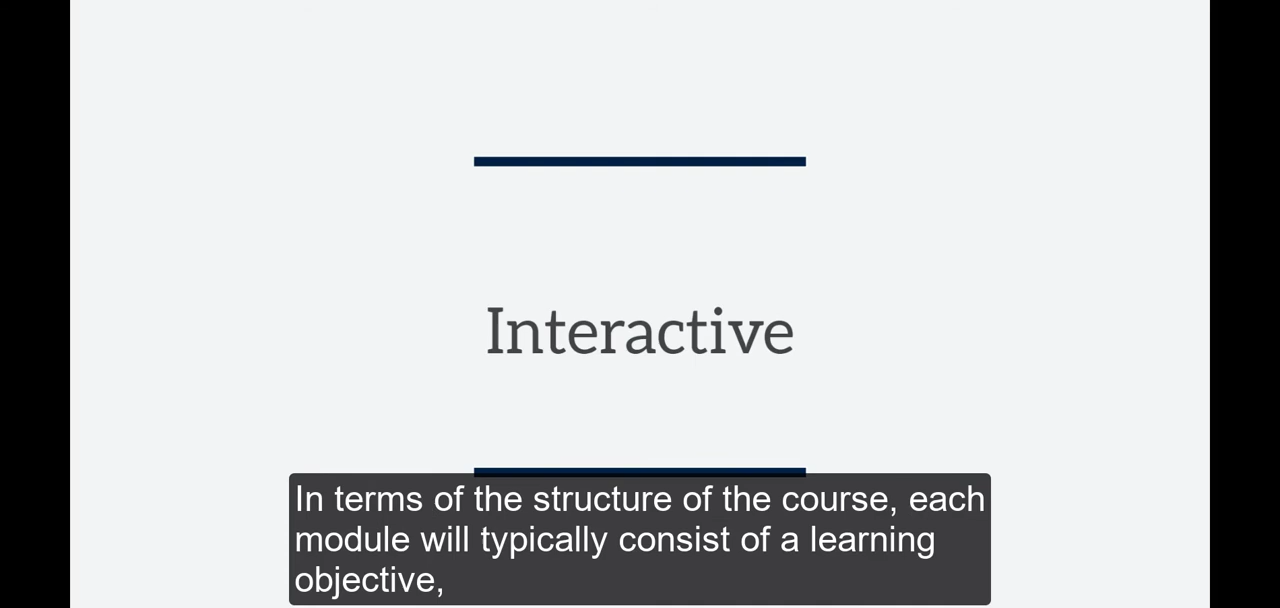 Interactive
In terms of the structure of the course, each
module will typically consist of a learning
objective,